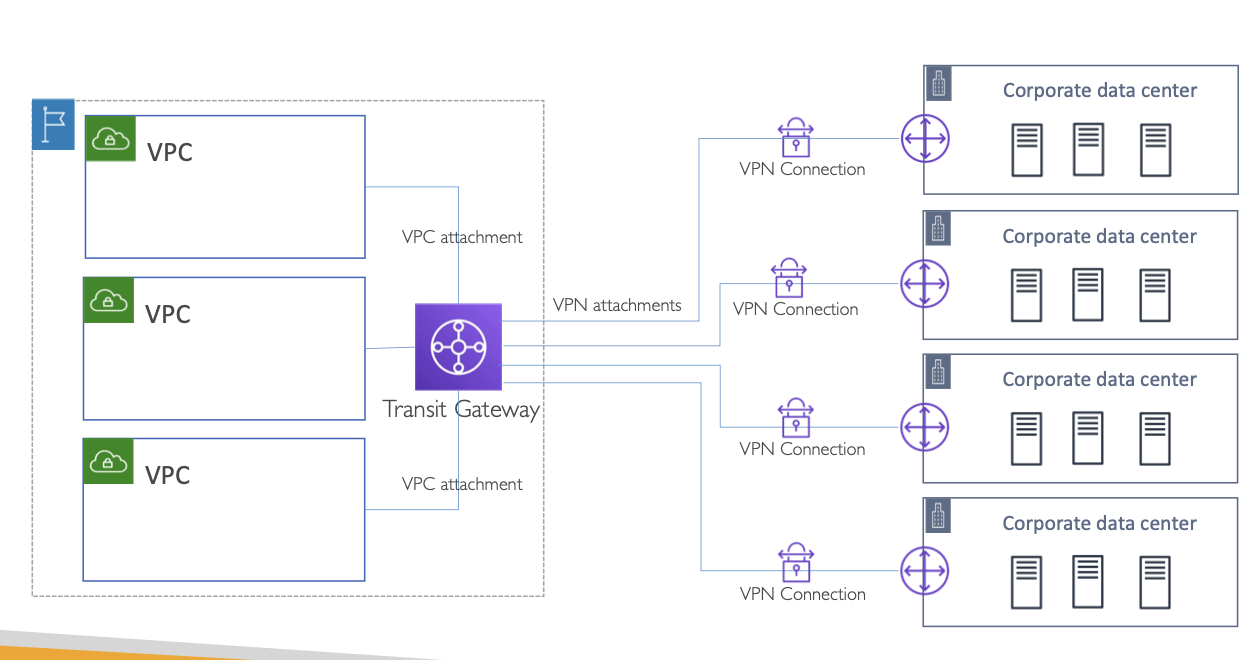 VPC
VPC attachment
VPC
Transit Gateway
VPC
VPC attachment
VPN attachments
VPN Connection
Corporate data center
VPN Connection
Corporate data center
VPN Connection
Corporate data center
VPN Connection
Corporate data center